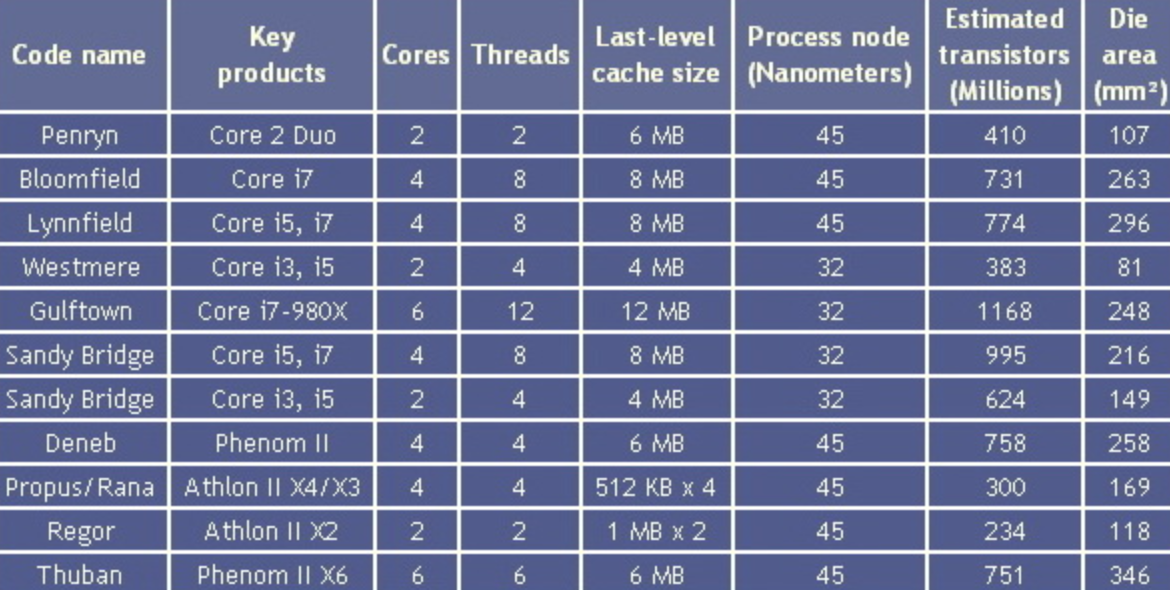 Code name Key products Cores Threads Last-level cache size Process node (Nanometers) Estimated transistors (Millions) Die area (mm²)
Penryn Core 2 Duo 2 2 6 MB 45 410 107
Bloomfield Core i7 4 8 8 MB 45 731 263
Lynnfield Core i5, i7 4 8 8 MB 45 774 296
Westmere Core i3, i5 2 4 4 MB 32 383 81
Gulftown Core i7-980X 6 12 12 MB 32 1168 248
Sandy Bridge Core i5, i7 4 8 8 MB 32 995 216
Sandy Bridge Core i3, i5 2 4 4 MB 32 624 149
Deneb Phenom II 4 4 6 MB 45 758 258
Propus/Rana Athlon II X4/X3 4 4 512 KB x 4 45 300 169
Regor Athlon II X2 2 2 1 MB x 2 45 234 118
Thuban Phenom II X6 6 6 6 MB 45 751 346